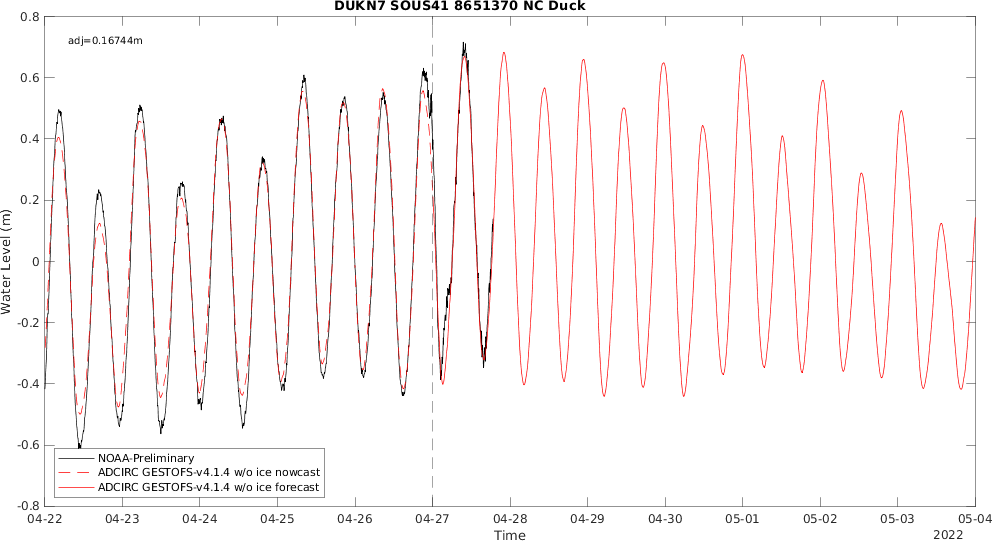 DUKN7 SOUS41 8651370 NC Duck
adj=0.16744m
0.8
0.6
0.4
0.2
0
-0.2
-0.4
-0.6
-0.8
Water Level (m)
NOAA-Preliminary
ADCIRC GESTOFS-v4.1.4 w/o ice nowcast
ADCIRC GESTOFS-v4.1.4 w/o ice forecast
04-22 04-23 04-24 04-25 04-26 04-27 04-28 04-29 04-30 05-01 05-02 05-03 05-04
Time
2022